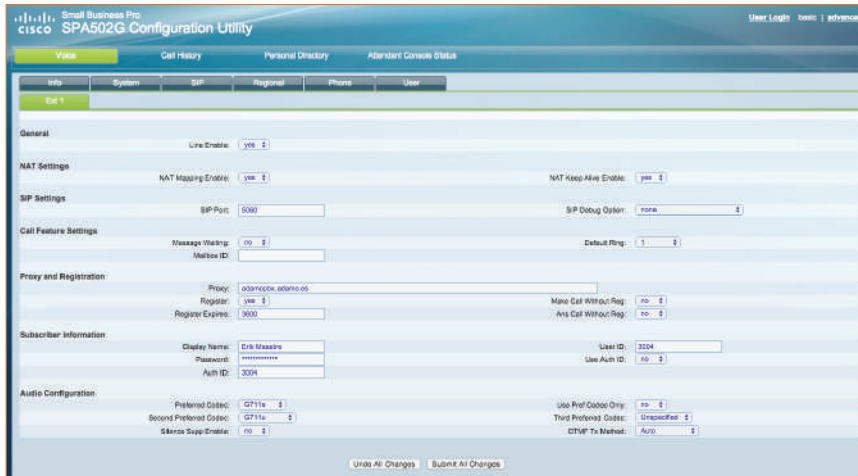 Small Business Pro
cisco SPA502G Configuration Utility
User Login basic | advance
Voice Call History Personal Directory Attendant Console Status
Info System SIP Regional Phone User
Ext 1
General
Line Enable: yes
NAT Settings
NAT Mapping Enable: yes NAT Keep Alive Enable: yes
SIP Settings
SIP Port: 5060 SIP Debug Option: none
Call Feature Settings
Message Waiting: no Default Ring: 1
Mailbox ID:
Proxy and Registration
Proxy: adamopbx.adamo.es
Register: yes Make Call Without Reg: no
Register Expires: 3600 Ans Call Without Reg: no
Subscriber Information
Display Name: Erik Maestre User ID: 3004
Password: ************* Use Auth ID: no
Auth ID: 3004
Audio Configuration
Preferred Codec: G711a Use Pref Codec Only: no
Second Preferred Codec: G711u Third Preferred Codec: Unspecified
Silence Supp Enable: no DTMF Tx Method: Auto
Undo All Changes Submit All Changes